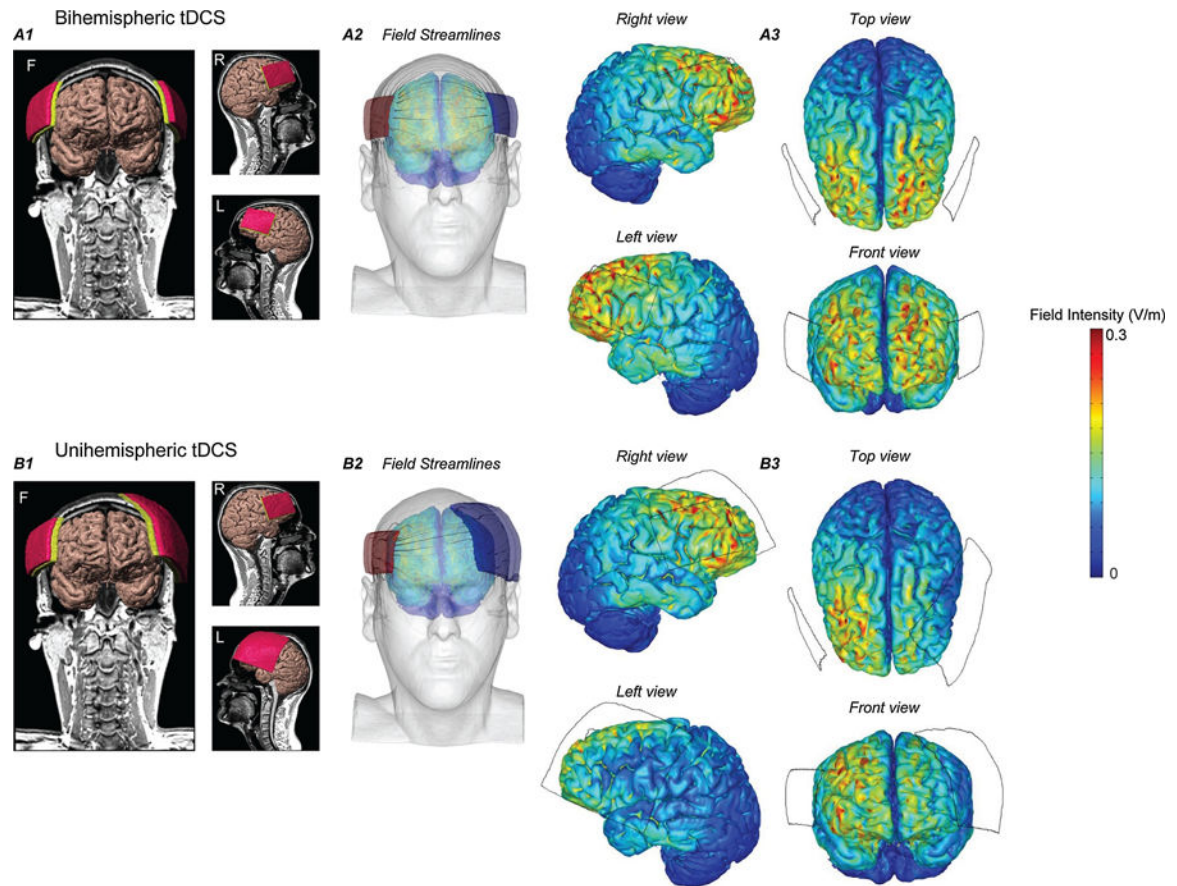 Bihemispheric tDCS
A1
F
R
L
A2 Field Streamlines
Right view
A3
Top view
Left view
Front view
Field Intensity (V/m)
0.3
0
Unihemispheric tDCS
B1
F
R
L
B2 Field Streamlines
Right view
B3
Top view
Left view
Front view